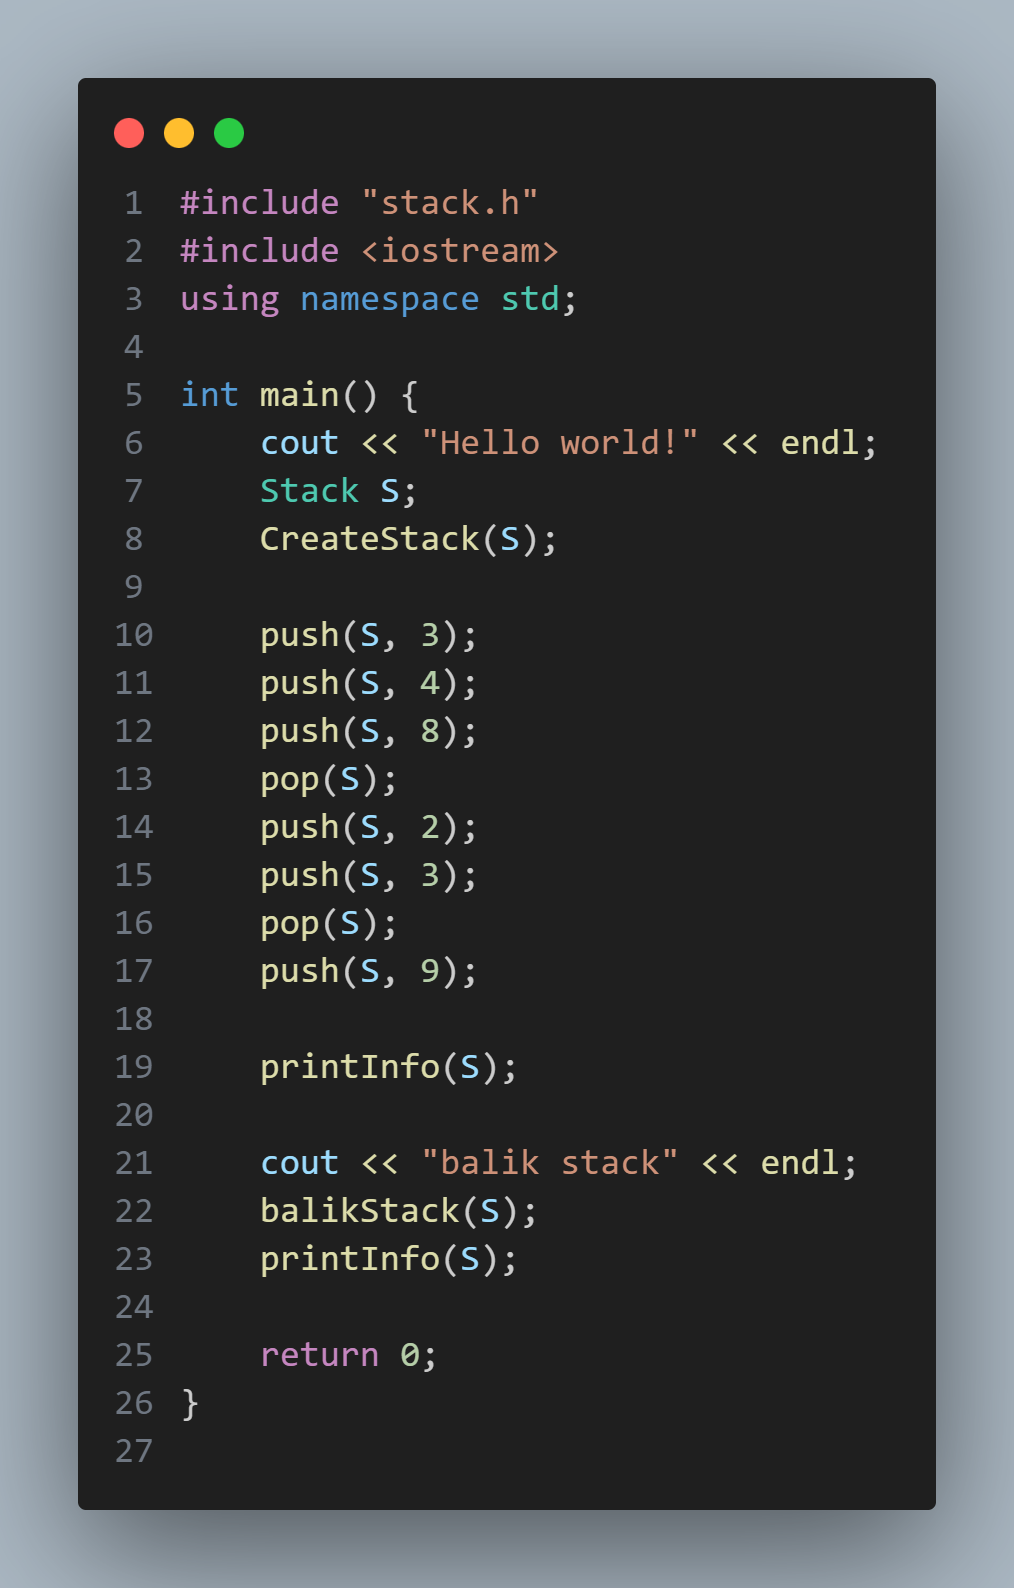 1 #include "stack.h"
2 #include <iostream>
3 using namespace std;
4
5 int main() {
6     cout << "Hello world!" << endl;
7     Stack S;
8     CreateStack(S);
9
10     push(S, 3);
11     push(S, 4);
12     push(S, 8);
13     pop(S);
14     push(S, 2);
15     push(S, 3);
16     pop(S);
17     push(S, 9);
18
19     printInfo(S);
20
21     cout << "balik stack" << endl;
22     balikStack(S);
23     printInfo(S);
24
25     return 0;
26 }
27